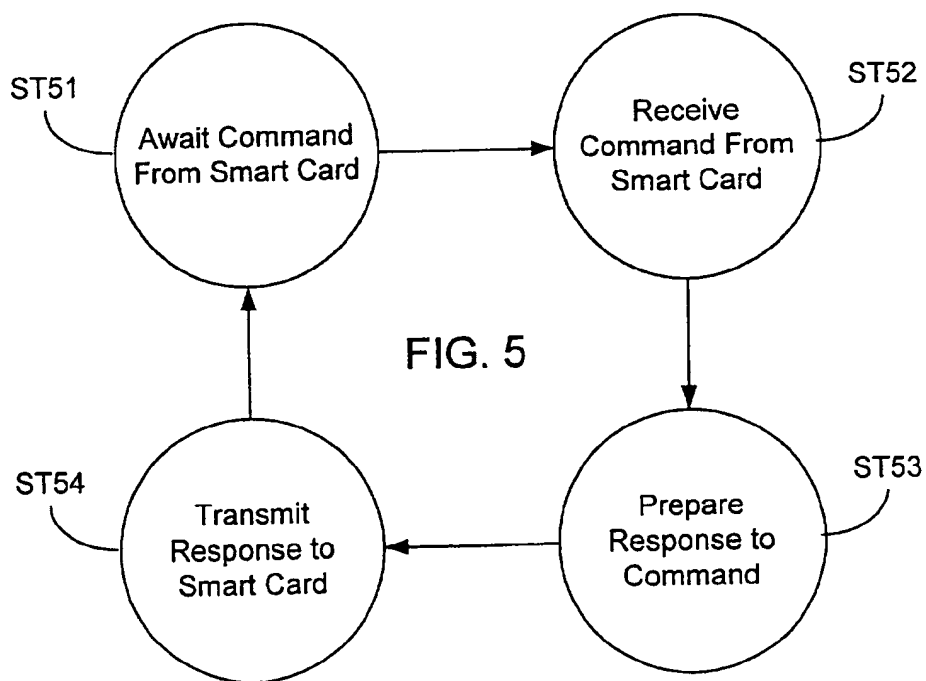 ST51
Await Command
From Smart Card
ST52
Receive
Command From
Smart Card
FIG. 5
ST54
Transmit
Response to
Smart Card
ST53
Prepare
Response to
Command